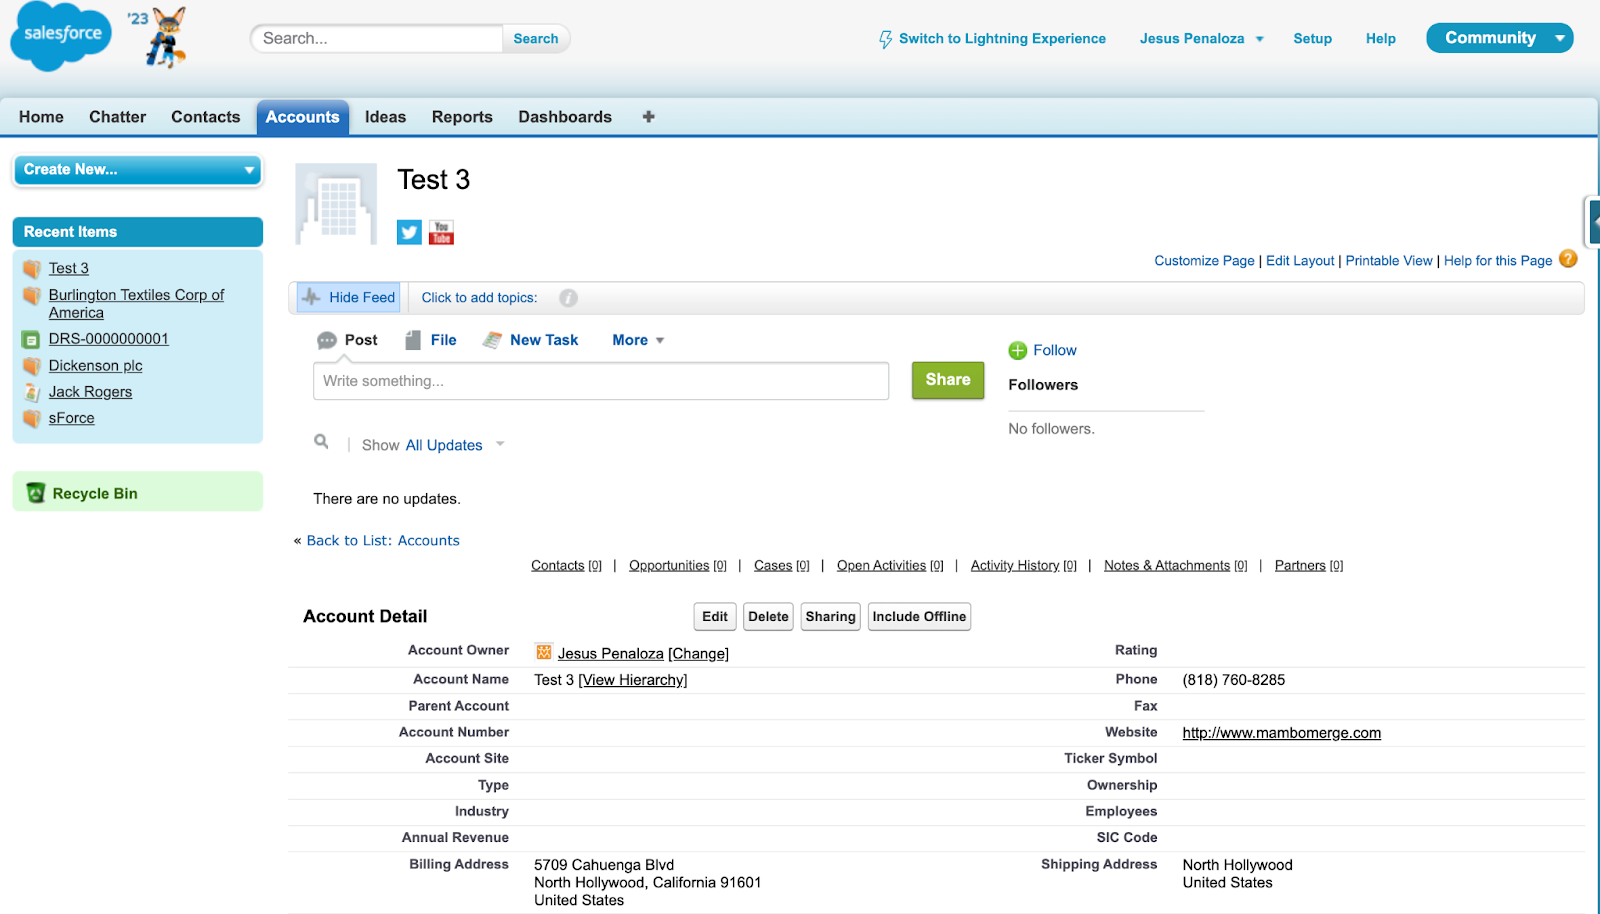 salesforce
'23
Search...
Search
Switch to Lightning Experience
Jesus Penaloza
Setup
Help
Community
Home
Chatter
Contacts
Accounts
Ideas
Reports
Dashboards
Create New...
Recent Items
Test 3
Burlington Textiles Corp of
America
DRS-0000000001
Dickenson plc
Jack Rogers
sForce
Recycle Bin
Test 3
You
Tube
Customize Page | Edit Layout | Printable View | Help for this Page ?
Hide Feed
Click to add topics: i
Post
File
New Task
More
Write something...
Share
Follow
Followers
No followers.
Show All Updates
There are no updates.
« Back to List: Accounts
Contacts [0] | Opportunities [0] | Cases [0] | Open Activities [0] | Activity History [0] | Notes & Attachments [0] | Partners [0]
Account Detail
Edit
Delete
Sharing
Include Offline
Account Owner Jesus Penaloza [Change]
Rating
Account Name Test 3 [View Hierarchy]
Phone (818) 760-8285
Parent Account
Fax
Account Number
Website http://www.mambomerge.com
Account Site
Ticker Symbol
Type
Ownership
Industry
Employees
Annual Revenue
SIC Code
Billing Address 5709 Cahuenga Blvd
North Hollywood, California 91601
United States
Shipping Address North Hollywood
United States